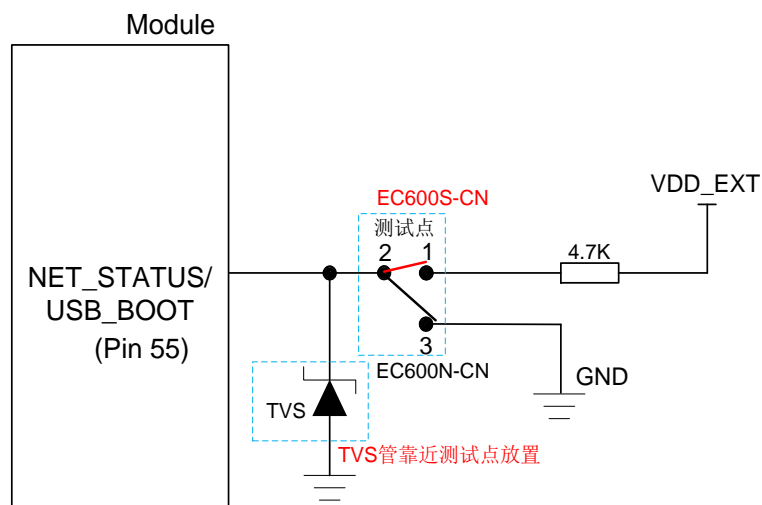 Module
EC600S-CN
VDD_EXT
测试点
2 1
4.7K
NET_STATUS/
USB_BOOT
(Pin 55)
3
EC600N-CN
GND
TVS
TVS管靠近测试点放置